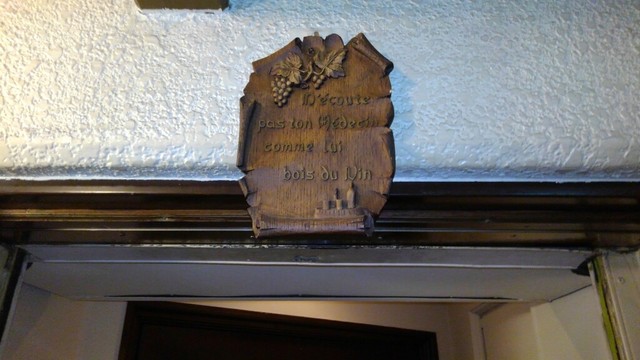 N'écoute
pas ton Médecin
comme lui
bois du Vin